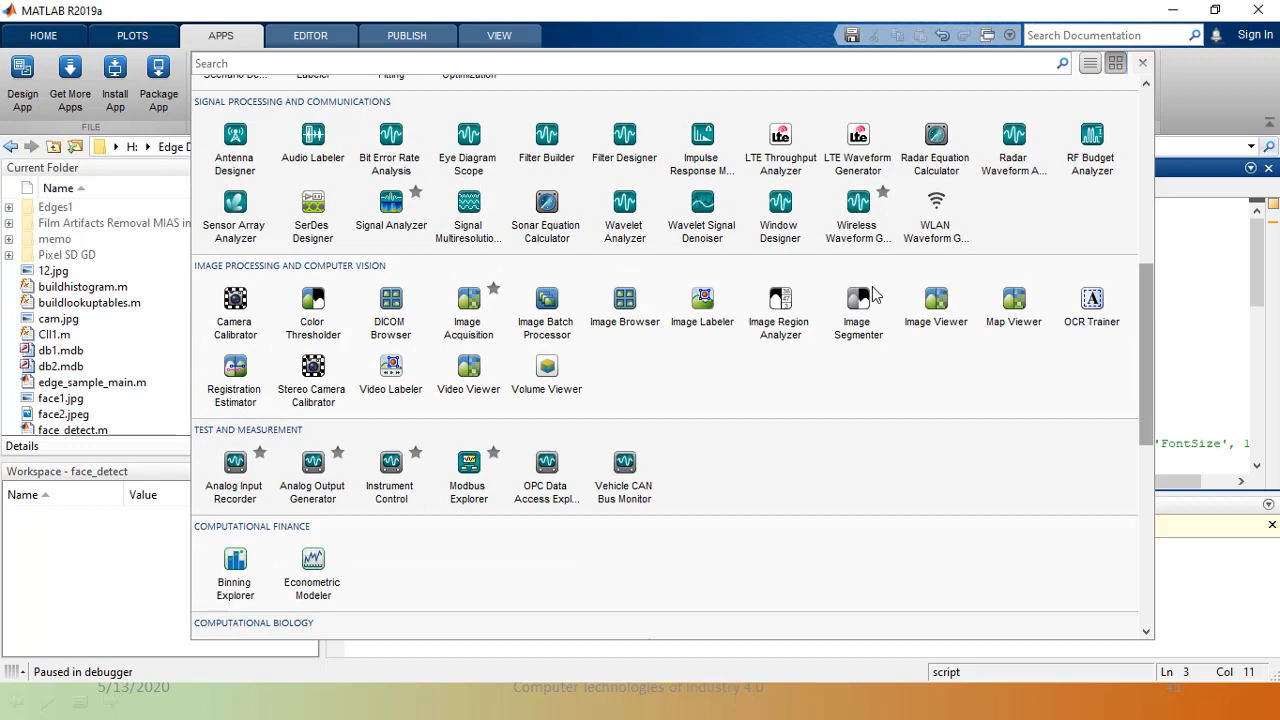 MATLAB R2019a
HOME PLOTS APPS EDITOR PUBLISH VIEW Search Documentation Sign In
Design App
Get More Apps
Install App
Package App
FILE
H: Edge D
Current Folder
Name
Edges1
Film Artifacts Removal MIAS in
memo
Pixel SD GD
12.jpg
buildhistogram.m
buildlookuptables.m
cam.jpg
Cll1.m
db1.mdb
db2.mdb
edge_sample_main.m
face1.jpg
face2.jpeg
face_detect.m
Details
Workspace - face_detect
Name Value
Search
Scenario De... Labeler Fitting Optimization
SIGNAL PROCESSING AND COMMUNICATIONS
Antenna Designer
Audio Labeler
Bit Error Rate Analysis
Eye Diagram Scope
Filter Builder
Filter Designer
Impulse Response M...
LTE Throughput Analyzer
LTE Waveform Generator
Radar Equation Calculator
Radar Waveform A...
RF Budget Analyzer
Sensor Array Analyzer
SerDes Designer
Signal Analyzer
Signal Multiresolutio...
Sonar Equation Calculator
Wavelet Analyzer
Wavelet Signal Denoiser
Window Designer
Wireless Waveform G...
WLAN Waveform G...
IMAGE PROCESSING AND COMPUTER VISION
Camera Calibrator
Color Thresholder
DICOM Browser
Image Acquisition
Image Batch Processor
Image Browser
Image Labeler
Image Region Analyzer
Image Segmenter
Image Viewer
Map Viewer
OCR Trainer
Registration Estimator
Stereo Camera Calibrator
Video Labeler
Video Viewer
Volume Viewer
TEST AND MEASUREMENT
Analog Input Recorder
Analog Output Generator
Instrument Control
Modbus Explorer
OPC Data Access Expl...
Vehicle CAN Bus Monitor
COMPUTATIONAL FINANCE
Binning Explorer
Econometric Modeler
COMPUTATIONAL BIOLOGY
'FontSize', 1
Paused in debugger script Ln 3 Col 11
5/13/2020 Computer Technologies of Industry 4.0